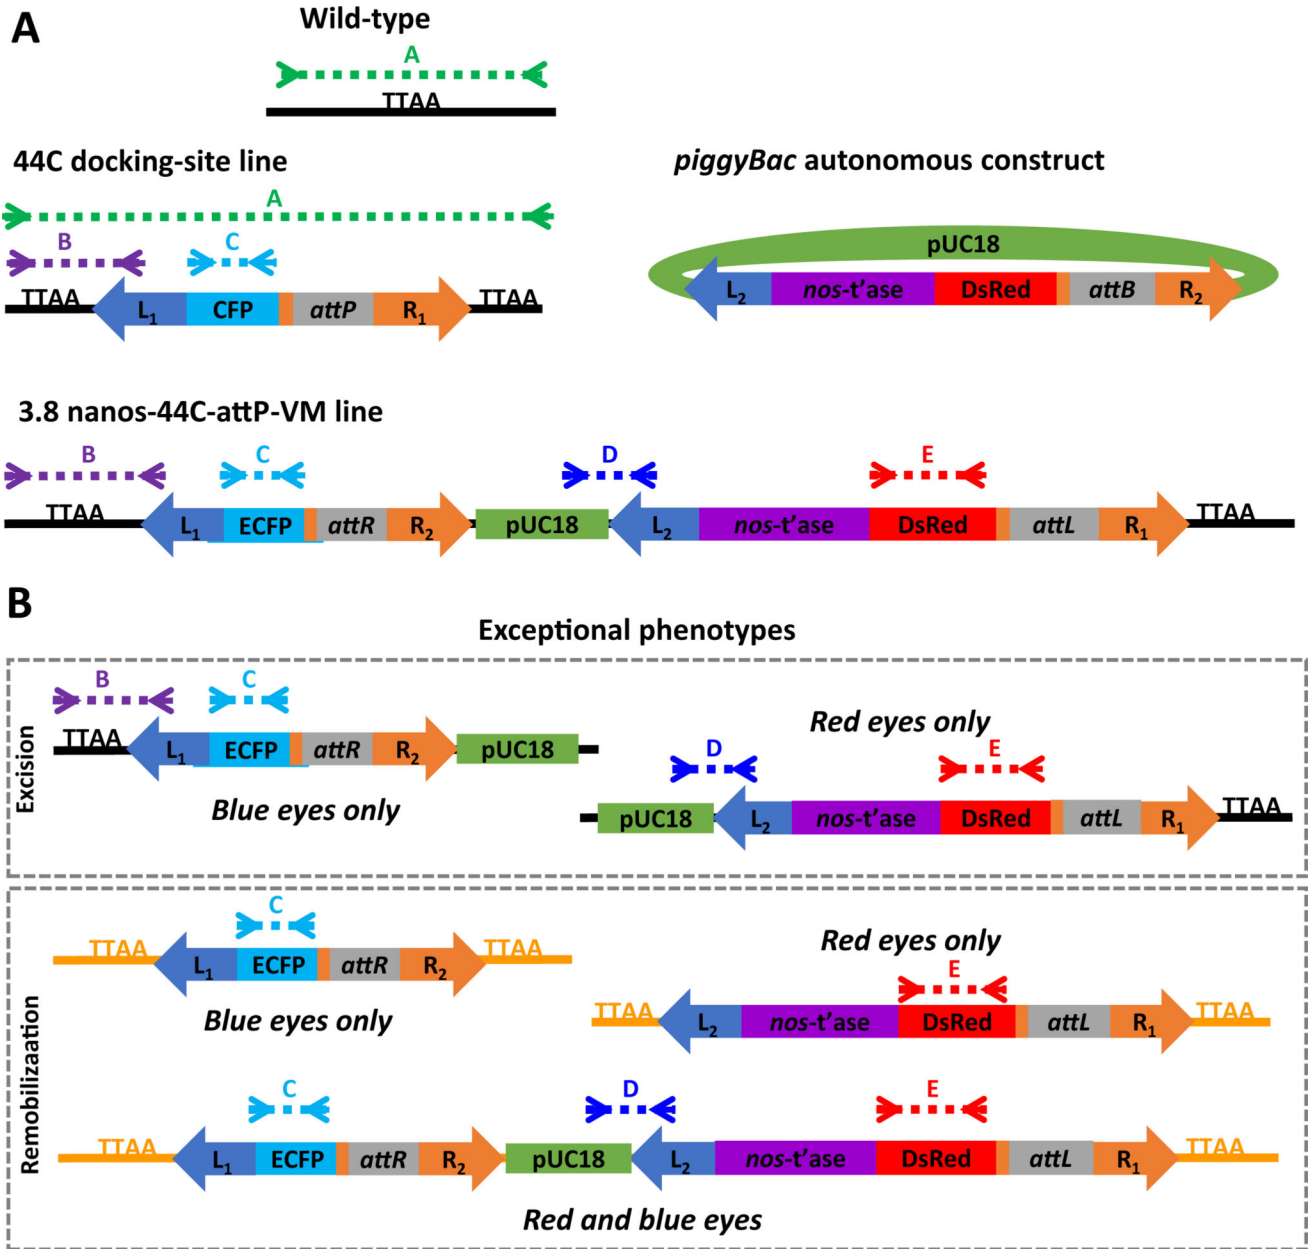 A
Wild-type
A
TTAA
44C docking-site line
piggyBac autonomous construct
A
B
C
TTAA
L1
CFP
attP
R1
TTAA
pUC18
L2
nos-t'ase
DsRed
attB
R2
3.8 nanos-44C-attP-VM line
B
C
D
E
TTAA
L1
ECFP
attR
R2
pUC18
L2
nos-t'ase
DsRed
attL
R1
TTAA
B
Exceptional phenotypes
Excision
B
C
TTAA
L1
ECFP
attR
R2
pUC18
Blue eyes only
Red eyes only
D
E
pUC18
L2
nos-t'ase
DsRed
attL
R1
TTAA
Remobilizaation
C
TTAA
L1
ECFP
attR
R2
TTAA
Blue eyes only
Red eyes only
E
TTAA
L2
nos-t'ase
DsRed
attL
R1
TTAA
C
D
E
TTAA
L1
ECFP
attR
R2
pUC18
L2
nos-t'ase
DsRed
attL
R1
TTAA
Red and blue eyes